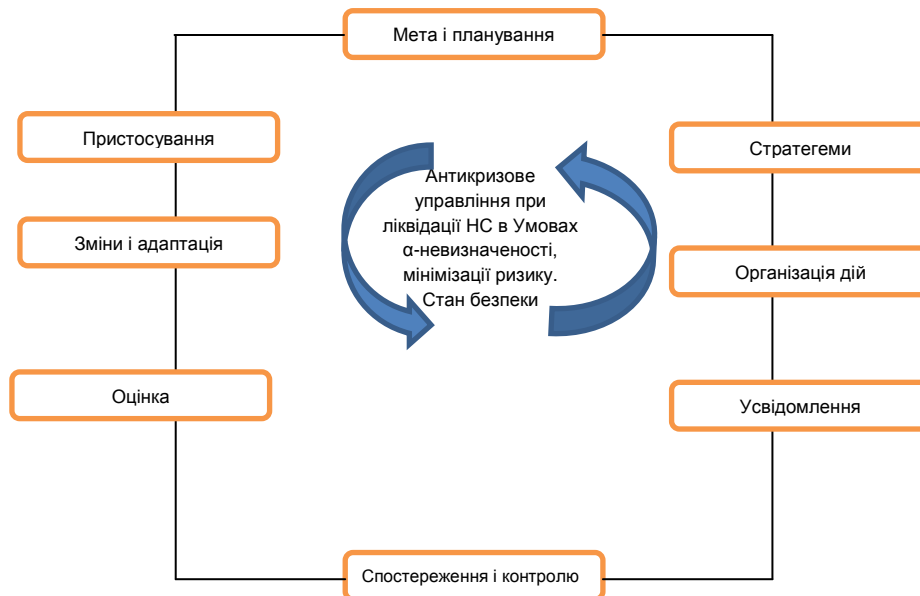 Мета і планування
Пристосування
Стратегеми
Антикризове
управління при
ліквідації НС в Умовах
α-невизначеності,
мінімізації ризику.
Стан безпеки
Зміни і адаптація
Організація дій
Оцінка
Усвідомлення
Спостереження і контролю